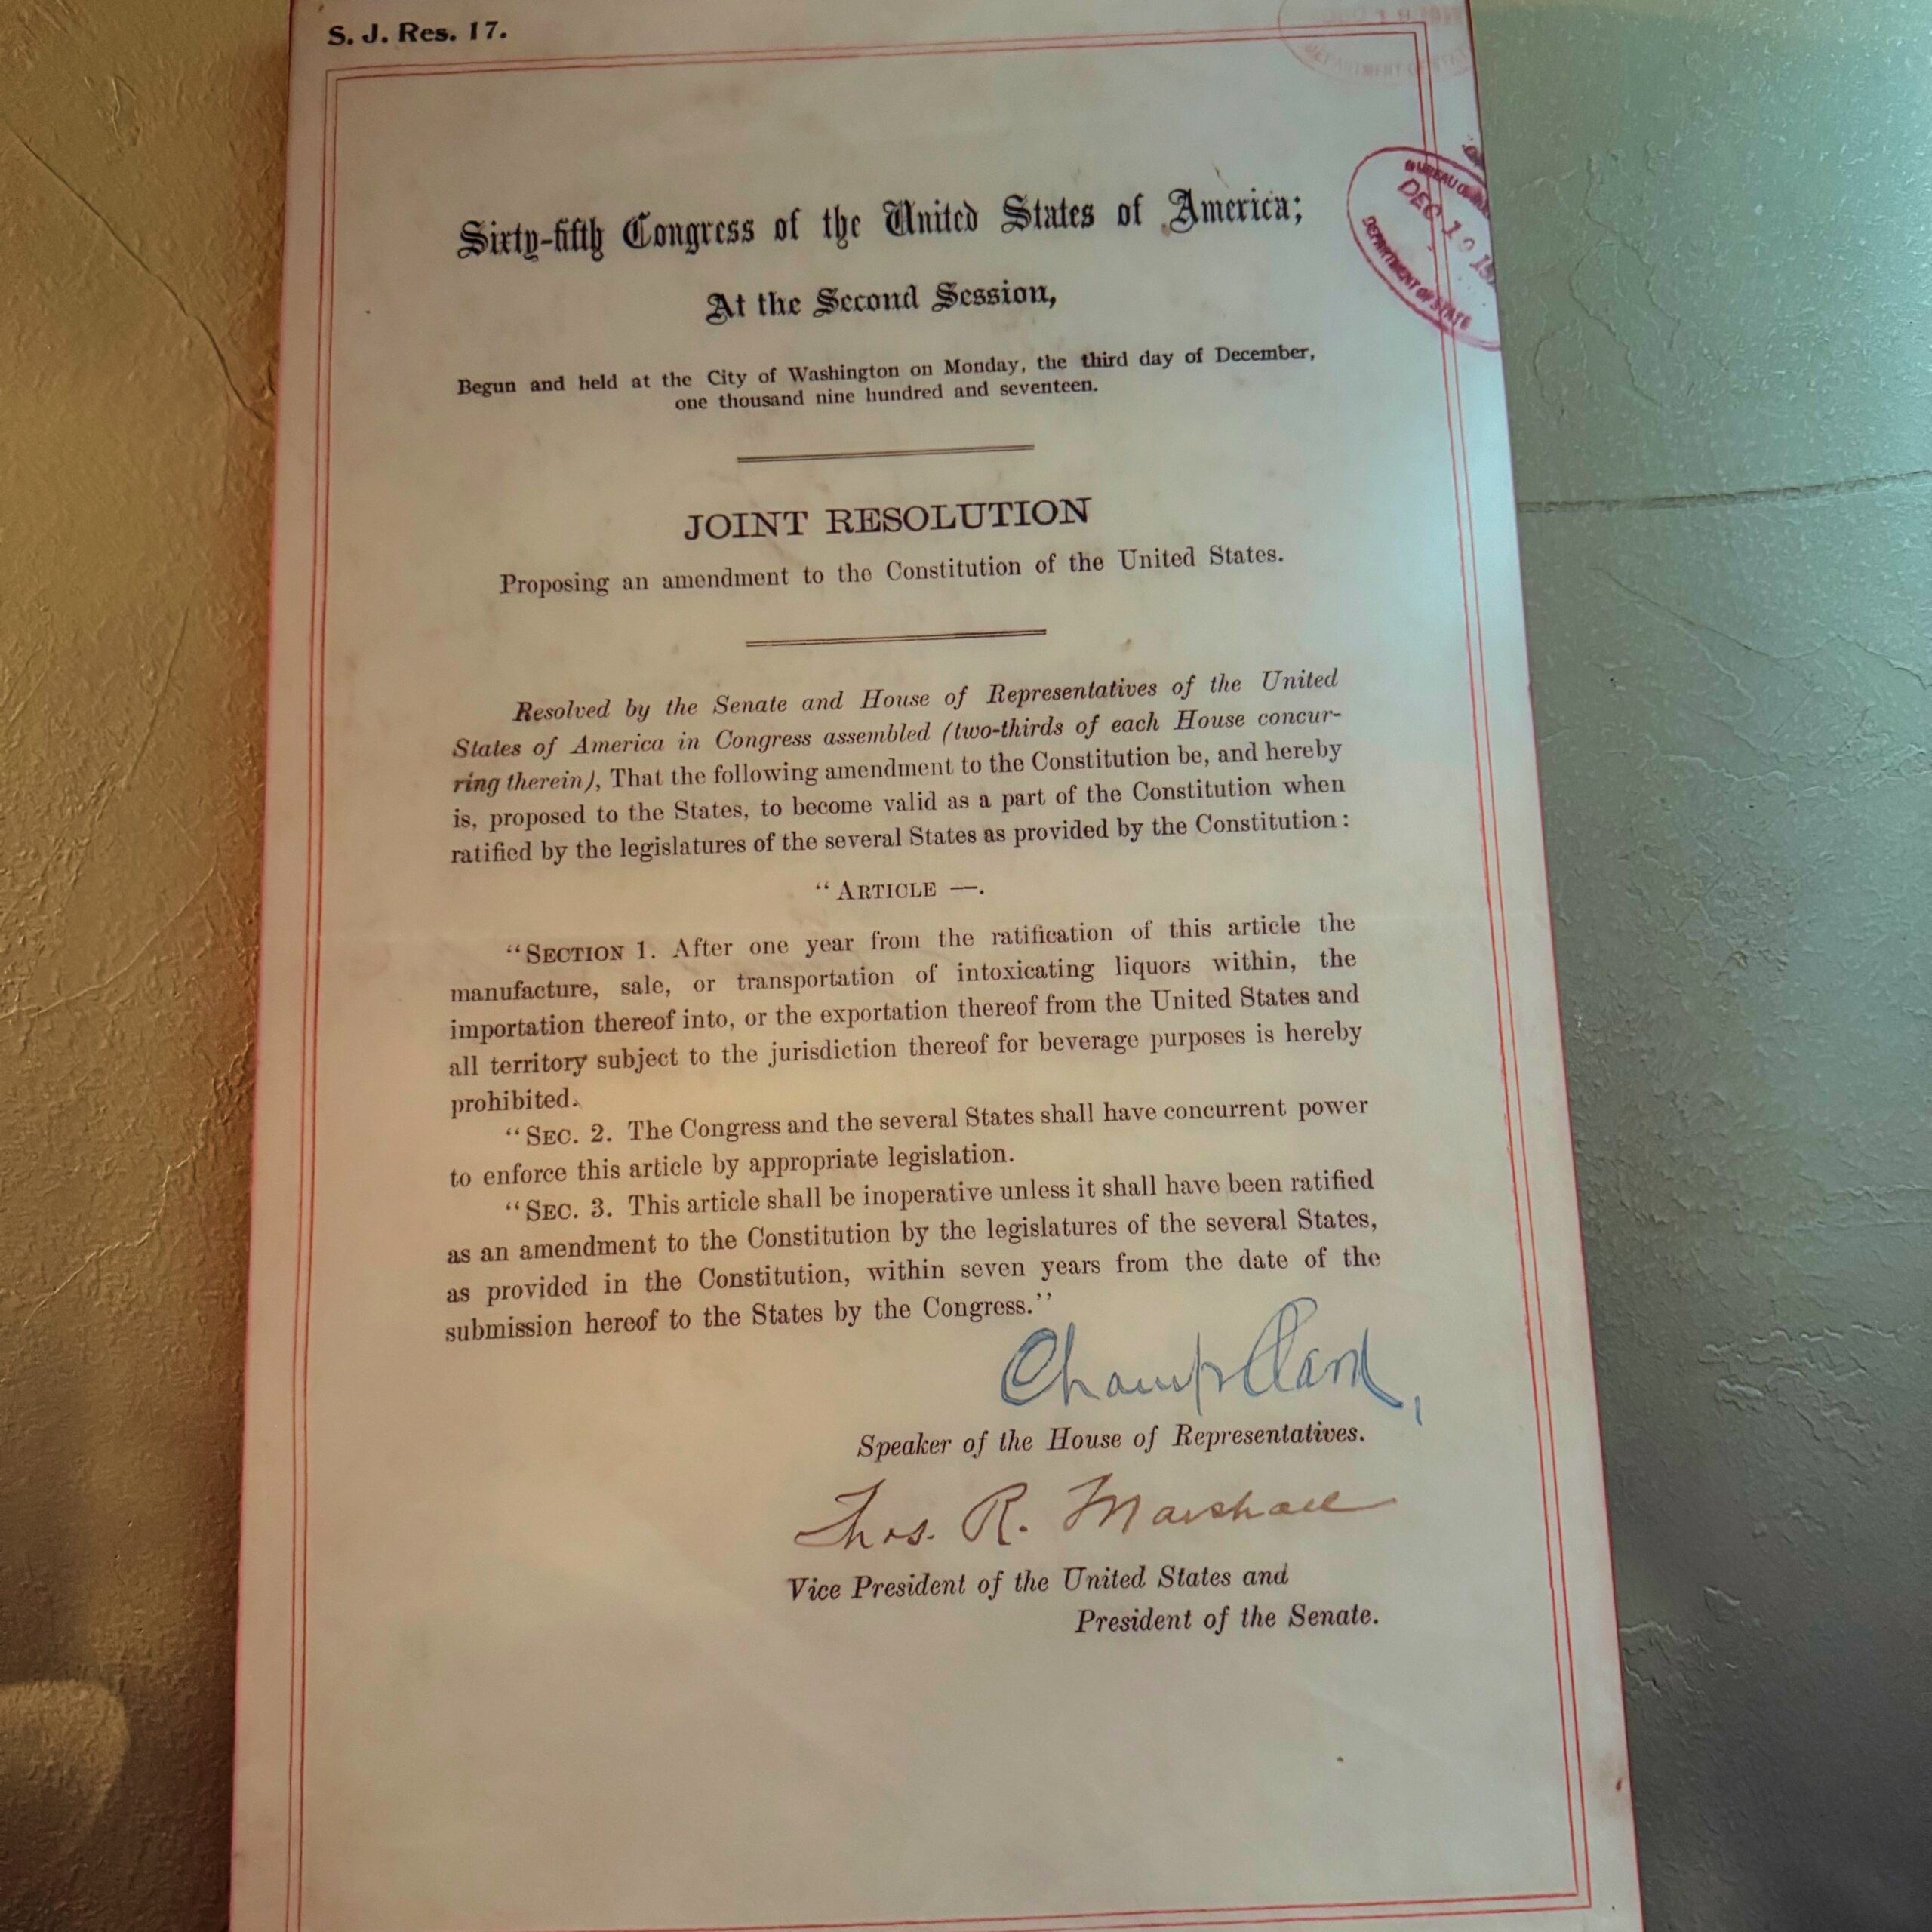 S. J. Res. 17.
DEPARTMENT OF STATE
BUREAU
DEC 19
DEPARTMENT OF STATE
Sixty-fifth Congress of the United States of America;
At the Second Session,
Begun and held at the City of Washington on Monday, the third day of December,
one thousand nine hundred and seventeen.
JOINT RESOLUTION
Proposing an amendment to the Constitution of the United States.
Resolved by the Senate and House of Representatives of the United
States of America in Congress assembled (two-thirds of each House concur-
ring therein), That the following amendment to the Constitution be, and hereby
is, proposed to the States, to become valid as a part of the Constitution when
ratified by the legislatures of the several States as provided by the Constitution:
“ARTICLE —.
“SECTION 1. After one year from the ratification of this article the
manufacture, sale, or transportation of intoxicating liquors within, the
importation thereof into, or the exportation thereof from the United States and
all territory subject to the jurisdiction thereof for beverage purposes is hereby
prohibited.
“SEC. 2. The Congress and the several States shall have concurrent power
to enforce this article by appropriate legislation.
“SEC. 3. This article shall be inoperative unless it shall have been ratified
as an amendment to the Constitution by the legislatures of the several States,
as provided in the Constitution, within seven years from the date of the
submission hereof to the States by the Congress.”
Champ Clark,
Speaker of the House of Representatives.
Thos. R. Marshall
Vice President of the United States and
President of the Senate.